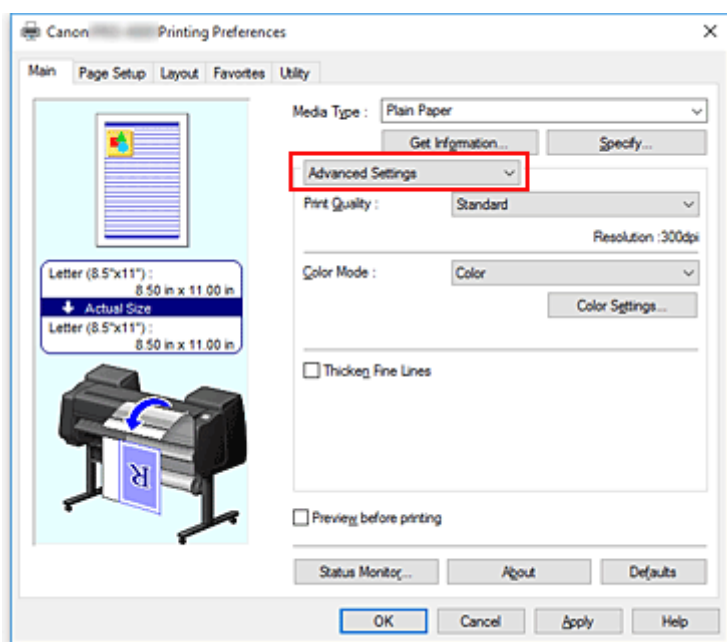 Canon Printing Preferences
Main Page Setup Layout Favorites Utility
Media Type : Plain Paper
Get Information... Specify...
Advanced Settings
Print Quality : Standard
Resolution :300dpi
Color Mode : Color
Color Settings...
Thicken Fine Lines
Letter (8.5"x11") :
8.50 in x 11.00 in
Actual Size
Letter (8.5"x11") :
8.50 in x 11.00 in
R
Preview before printing
Status Monitor... About Defaults
OK Cancel Apply Help